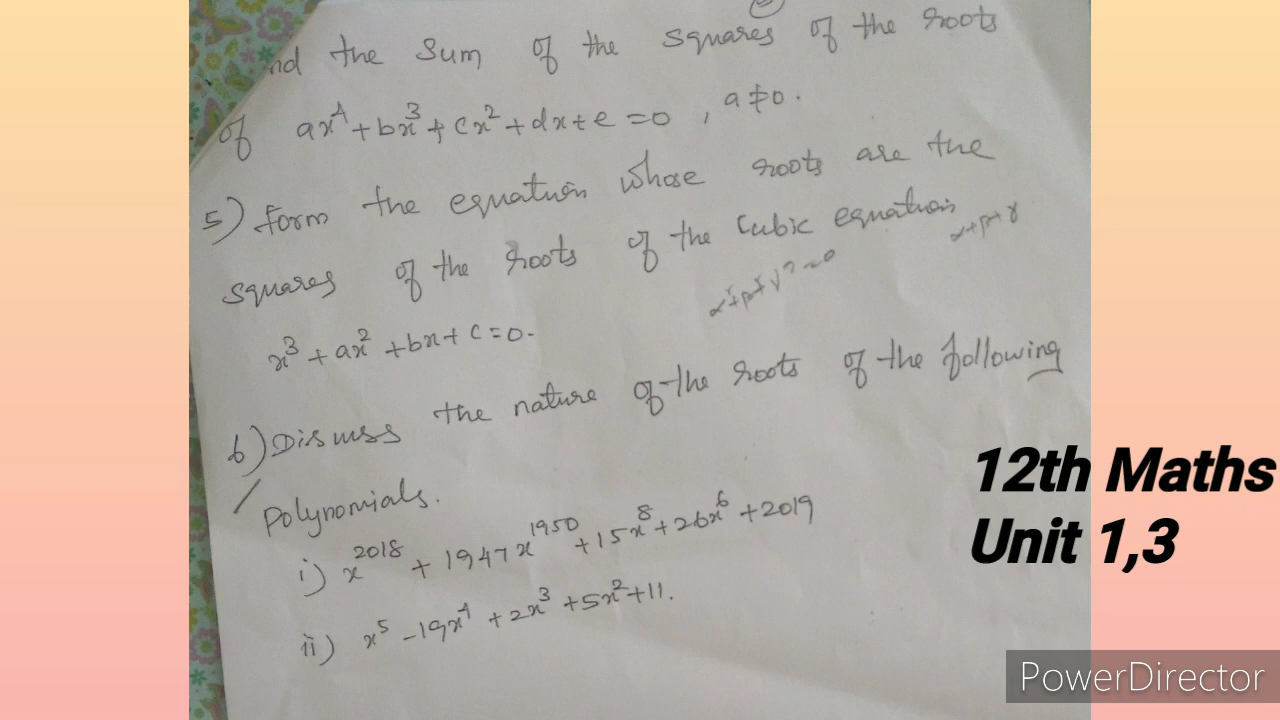 nd the sum of the squares of the roots
of ax⁴+bx³+cx²+dx+e=0, a≠0.
5) Form the equation whose roots are the
squares of the roots of the cubic equation
α+β+γ
x³+ax²+bx+c=0.
6) Discuss the nature of the roots of the following
polynomials.
i) x²⁰¹⁸ + 1947x¹⁹⁵⁰ + 15x⁸ + 26x⁶ + 2019
ii) x⁵ - 19x⁴ + 2x³ + 5x² + 11.
12th Maths
Unit 1,3
PowerDirector